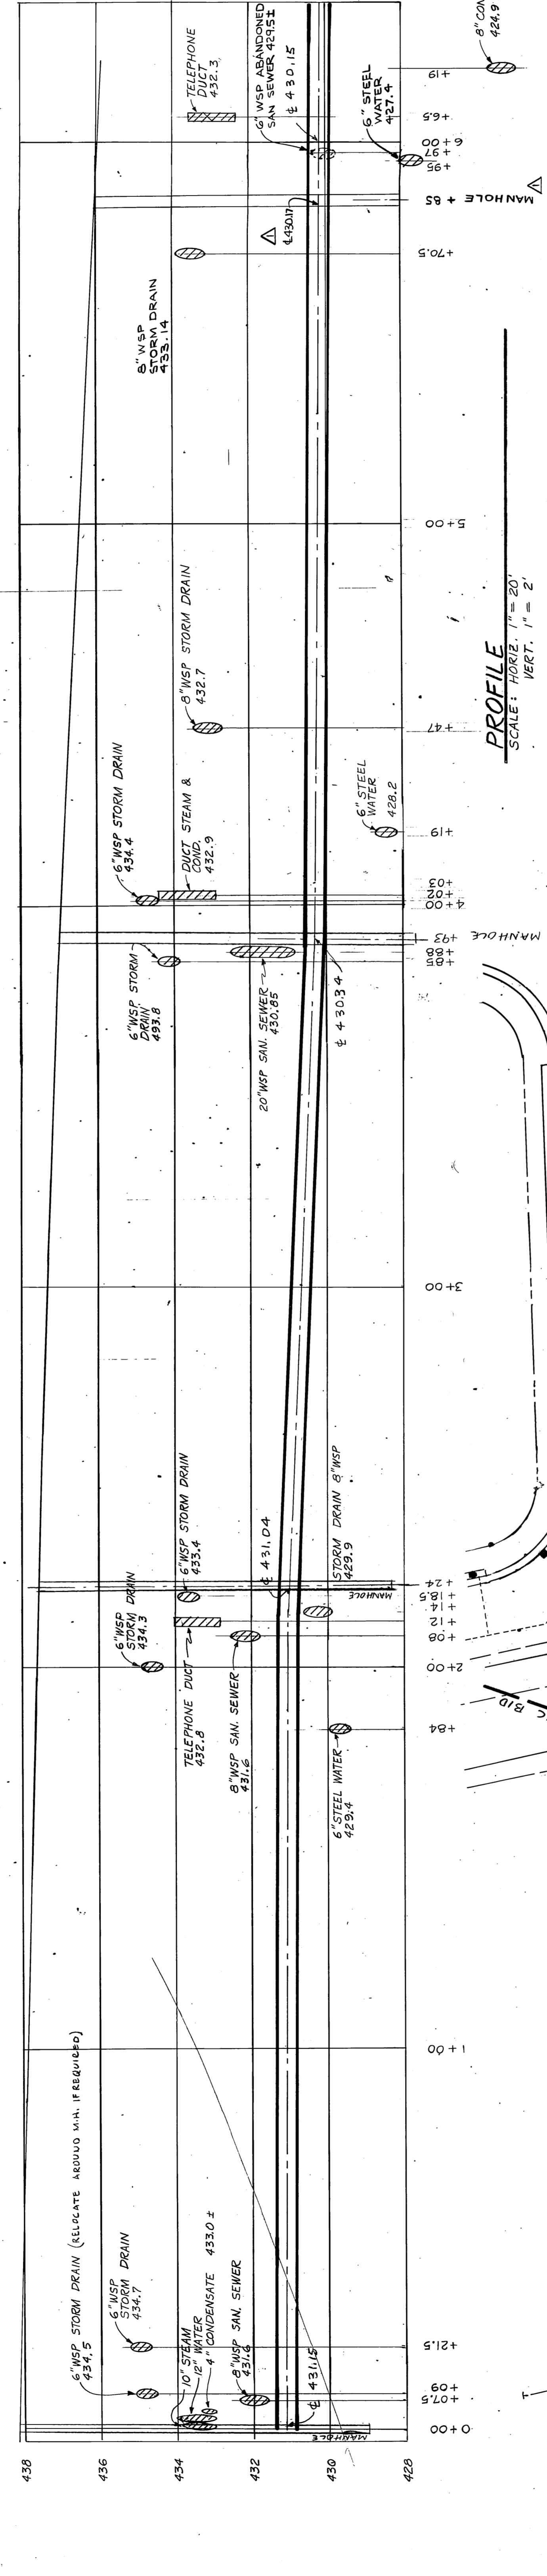 8" CON
424.9
TELEPHONE
DUCT
432.3
6" WSP ABANDONED
SAN SEWER 429.5±
℄ 430.15
6" STEEL
WATER
427.4
+19
+6.5
6+00
+97
+95
MANHOLE + 85
1
℄430.17
1
+70.5
8" WSP
STORM DRAIN
433.14
5+00
8" WSP STORM DRAIN
432.7
+47
PROFILE
SCALE: HORIZ. 1" = 20'
VERT. 1" = 2'
6" WSP STORM DRAIN
434.4
DUCT STEAM &
COND.
432.9
6" STEEL
WATER
428.2
+19
+03
+02
4+00
MANHOLE +93
+88
+85
6" WSP STORM
DRAIN
493.8
20" WSP SAN. SEWER
430.85
℄ 430.34
3+00
6" WSP STORM DRAIN
433.4
℄ 431.04
STORM DRAIN 8" WSP
429.9
+24
MANHOLE
+18.5
+14
+12
+08
2+00
6" WSP
STORM DRAIN
434.3
TELEPHONE DUCT
432.8
8" WSP SAN. SEWER
431.6
6" STEEL WATER
429.4
+84
BID
C
1+00
6" WSP STORM DRAIN (RELOCATE AROUND M.H. IF REQUIRED)
434.5
6" WSP
STORM DRAIN
434.7
10" STEAM
12" WATER
4" CONDENSATE 433.0 ±
8" WSP SAN. SEWER
431.6
℄ 431.15
+21.5
+09
+07.5
0+00
MANHOLE
438
436
434
432
430
428